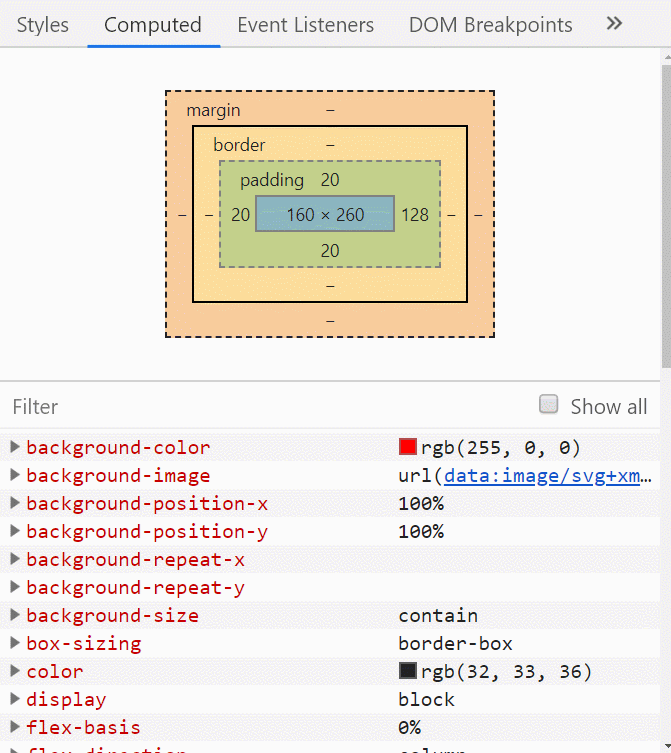 Styles Computed Event Listeners DOM Breakpoints »
margin –
border –
padding 20
– – 20 160 × 260 128 – –
20
–
–
Filter Show all
background-color rgb(255, 0, 0)
background-image url(data:image/svg+xm…
background-position-x 100%
background-position-y 100%
background-repeat-x
background-repeat-y
background-size contain
box-sizing border-box
color rgb(32, 33, 36)
display block
flex-basis 0%
flex-direction column